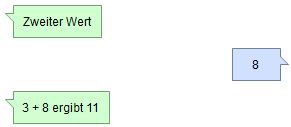 Zweiter Wert
8
3 + 8 ergibt 11